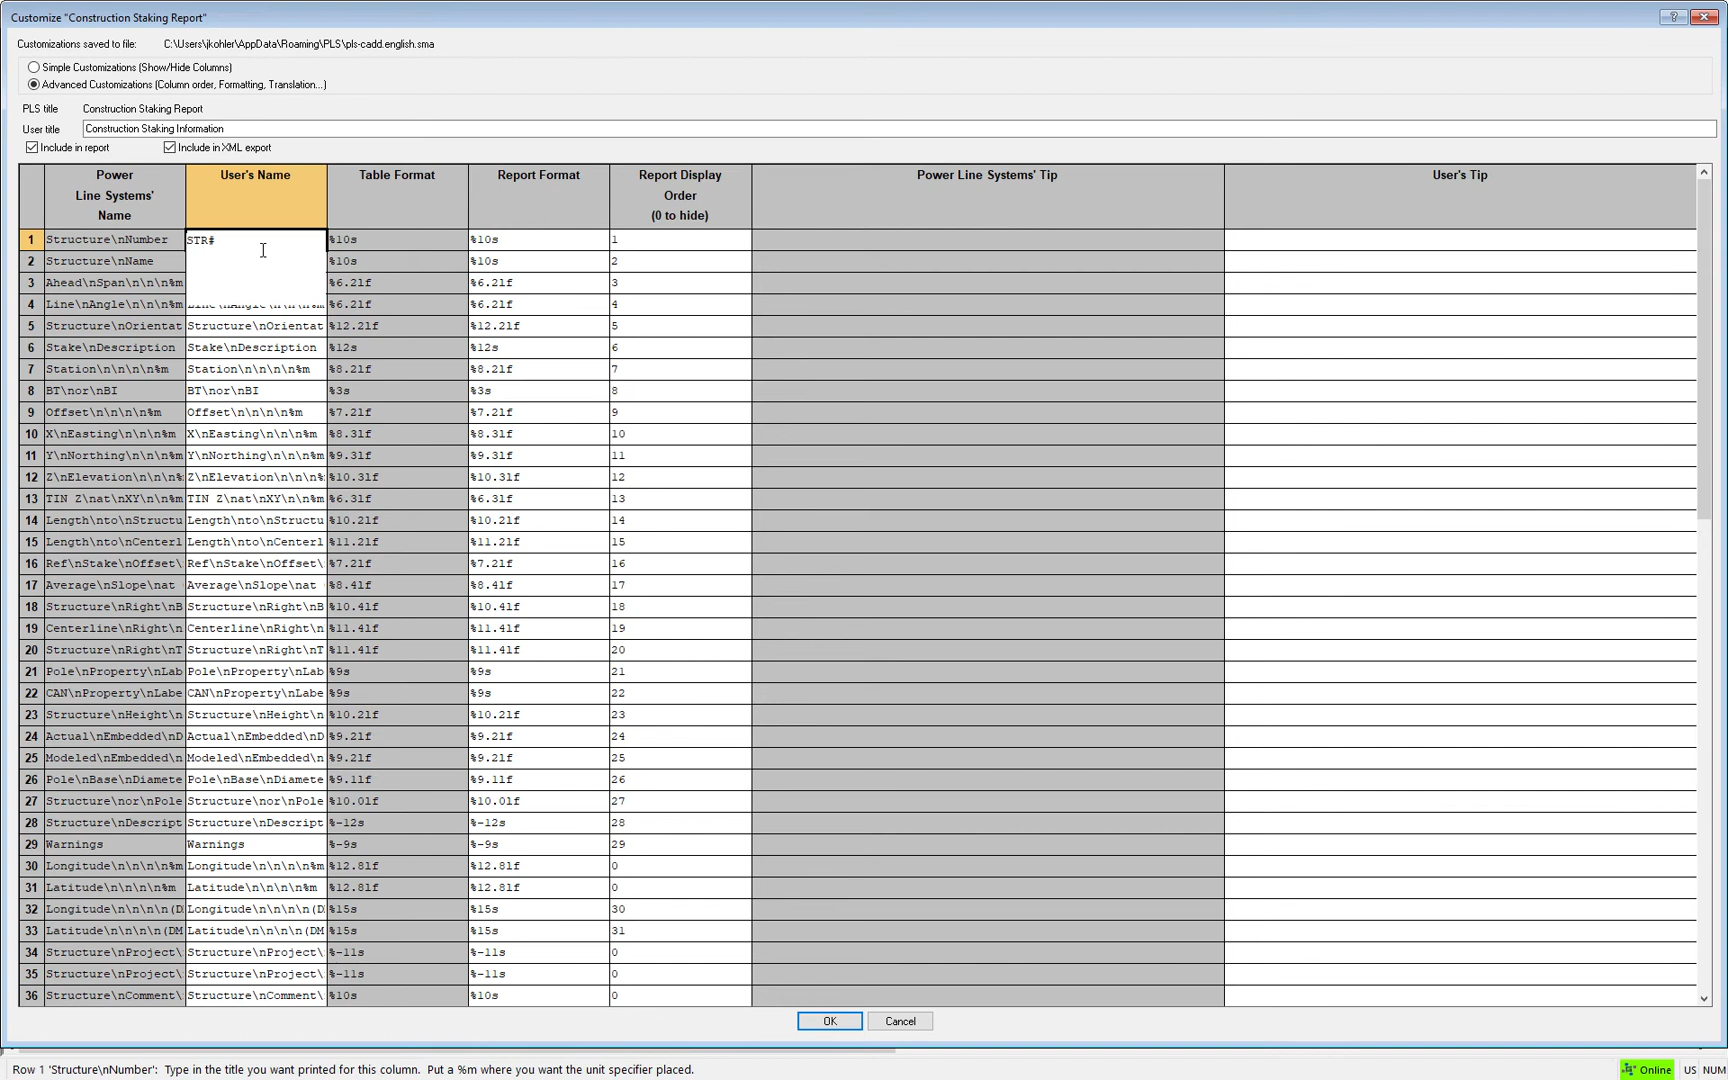 Customize "Construction Staking Report"
Customizations saved to file: C:\Users\jkohler\AppData\Roaming\PLS\pls-cadd.english.sma
Simple Customizations (Show/Hide Columns)
Advanced Customizations (Column order, Formatting, Translation...)
PLS title Construction Staking Report
User title Construction Staking Information
Include in report Include in XML export
Power Line Systems' Name User's Name Table Format Report Format Report Display Order (0 to hide) Power Line Systems' Tip User's Tip
1 Structure\nNumber STR# %10s %10s 1
2 Structure\nName %10s %10s 2
3 Ahead\nSpan\n\n\n%m %6.2lf %6.2lf 3
4 Line\nAngle\n\n\n%m Line\nAngle\n\n\n%m %6.2lf %6.2lf 4
5 Structure\nOrientat Structure\nOrientat %12.2lf %12.2lf 5
6 Stake\nDescription Stake\nDescription %12s %12s 6
7 Station\n\n\n\n%m Station\n\n\n\n%m %8.2lf %8.2lf 7
8 BT\nor\nBI BT\nor\nBI %3s %3s 8
9 Offset\n\n\n\n%m Offset\n\n\n\n%m %7.2lf %7.2lf 9
10 X\nEasting\n\n\n%m X\nEasting\n\n\n%m %8.3lf %8.3lf 10
11 Y\nNorthing\n\n\n%m Y\nNorthing\n\n\n%m %9.3lf %9.3lf 11
12 Z\nElevation\n\n\n% Z\nElevation\n\n\n% %10.3lf %10.3lf 12
13 TIN Z\nat\nXY\n\n%m TIN Z\nat\nXY\n\n%m %6.3lf %6.3lf 13
14 Length\nto\nStructu Length\nto\nStructu %10.2lf %10.2lf 14
15 Length\nto\nCenterl Length\nto\nCenterl %11.2lf %11.2lf 15
16 Ref\nStake\nOffset\ Ref\nStake\nOffset\ %7.2lf %7.2lf 16
17 Average\nSlope\nat Average\nSlope\nat %8.4lf %8.4lf 17
18 Structure\nRight\nB Structure\nRight\nB %10.4lf %10.4lf 18
19 Centerline\nRight\n Centerline\nRight\n %11.4lf %11.4lf 19
20 Structure\nRight\nT Structure\nRight\nT %11.4lf %11.4lf 20
21 Pole\nProperty\nLab Pole\nProperty\nLab %9s %9s 21
22 CAN\nProperty\nLabe CAN\nProperty\nLabe %9s %9s 22
23 Structure\nHeight\n Structure\nHeight\n %10.2lf %10.2lf 23
24 Actual\nEmbedded\nD Actual\nEmbedded\nD %9.2lf %9.2lf 24
25 Modeled\nEmbedded\n Modeled\nEmbedded\n %9.2lf %9.2lf 25
26 Pole\nBase\nDiamete Pole\nBase\nDiamete %9.1lf %9.1lf 26
27 Structure\nor\nPole Structure\nor\nPole %10.0lf %10.0lf 27
28 Structure\nDescript Structure\nDescript %-12s %-12s 28
29 Warnings Warnings %-9s %-9s 29
30 Longitude\n\n\n\n%m Longitude\n\n\n\n%m %12.8lf %12.8lf 0
31 Latitude\n\n\n\n%m Latitude\n\n\n\n%m %12.8lf %12.8lf 0
32 Longitude\n\n\n\n(D Longitude\n\n\n\n(D %15s %15s 30
33 Latitude\n\n\n\n(DM Latitude\n\n\n\n(DM %15s %15s 31
34 Structure\nProject\ Structure\nProject\ %-11s %-11s 0
35 Structure\nProject\ Structure\nProject\ %-11s %-11s 0
36 Structure\nComment\ Structure\nComment\ %10s %10s 0
OK Cancel
Row 1 'Structure\nNumber': Type in the title you want printed for this column. Put a %m where you want the unit specifier placed. Online US NUM